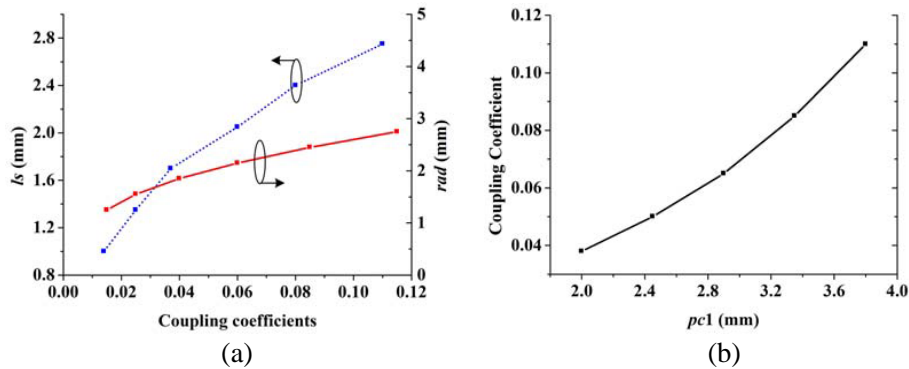 2.8
2.4
2.0
1.6
1.2
0.8
ls (mm)
5
4
3
2
1
0
rad (mm)
0.00 0.02 0.04 0.06 0.08 0.10 0.12
Coupling coefficients
(a)
0.12
0.10
0.08
0.06
0.04
Coupling Coefficient
2.0 2.4 2.8 3.2 3.6 4.0
pc1 (mm)
(b)